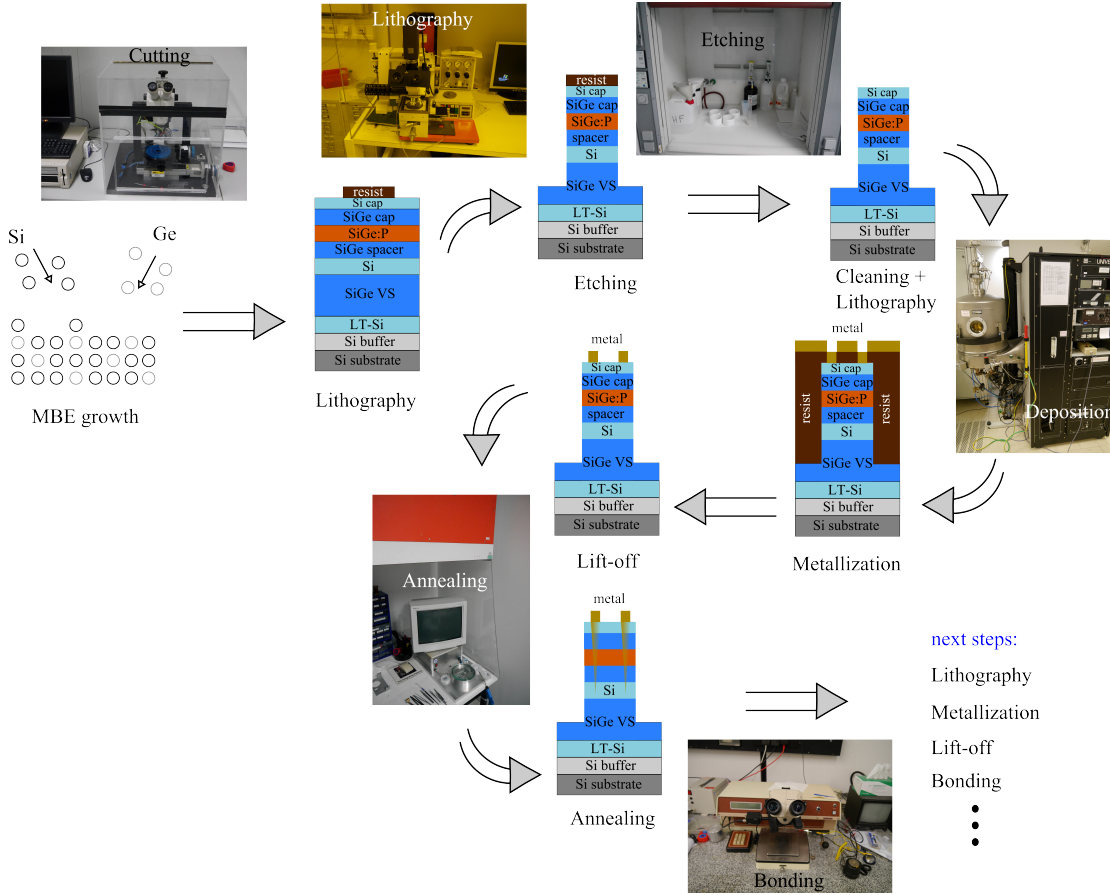 Cutting
Si
Ge
MBE growth
Lithography
resist
Si cap
SiGe cap
SiGe:P
SiGe spacer
Si
SiGe VS
LT-Si
Si buffer
Si substrate
Lithography
resist
Si cap
SiGe cap
SiGe:P
spacer
Si
SiGe VS
LT-Si
Si buffer
Si substrate
Etching
Etching
HF
Si cap
SiGe cap
SiGe:P
spacer
Si
SiGe VS
LT-Si
Si buffer
Si substrate
Cleaning +
Lithography
UNIVE
Deposition
metal
Si cap
SiGe cap
SiGe:P
spacer
Si
resist
resist
SiGe VS
LT-Si
Si buffer
Si substrate
Metallization
metal
Si cap
SiGe cap
SiGe:P
spacer
Si
SiGe VS
LT-Si
Si buffer
Si substrate
Lift-off
Annealing
metal
Si
SiGe VS
LT-Si
Si buffer
Si substrate
Annealing
Bonding
next steps:
Lithography
Metallization
Lift-off
Bonding